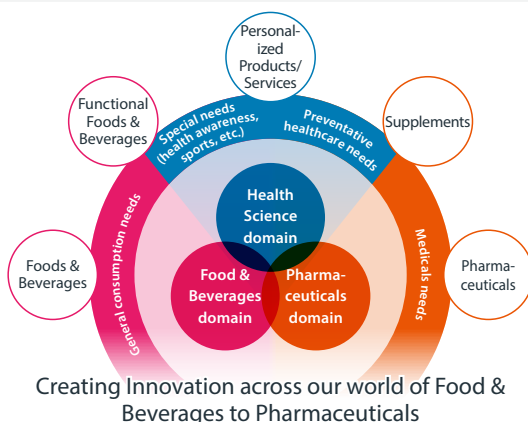 Personal-
ized
Products/
Services
Functional
Foods &
Beverages
Special needs
(health awareness,
sports, etc.)
Preventative
healthcare needs
Supplements
Health
Science
domain
General consumption needs
Medicals needs
Foods &
Beverages
Food &
Beverages
domain
Pharma-
ceuticals
domain
Pharma-
ceuticals
Creating Innovation across our world of Food &
Beverages to Pharmaceuticals